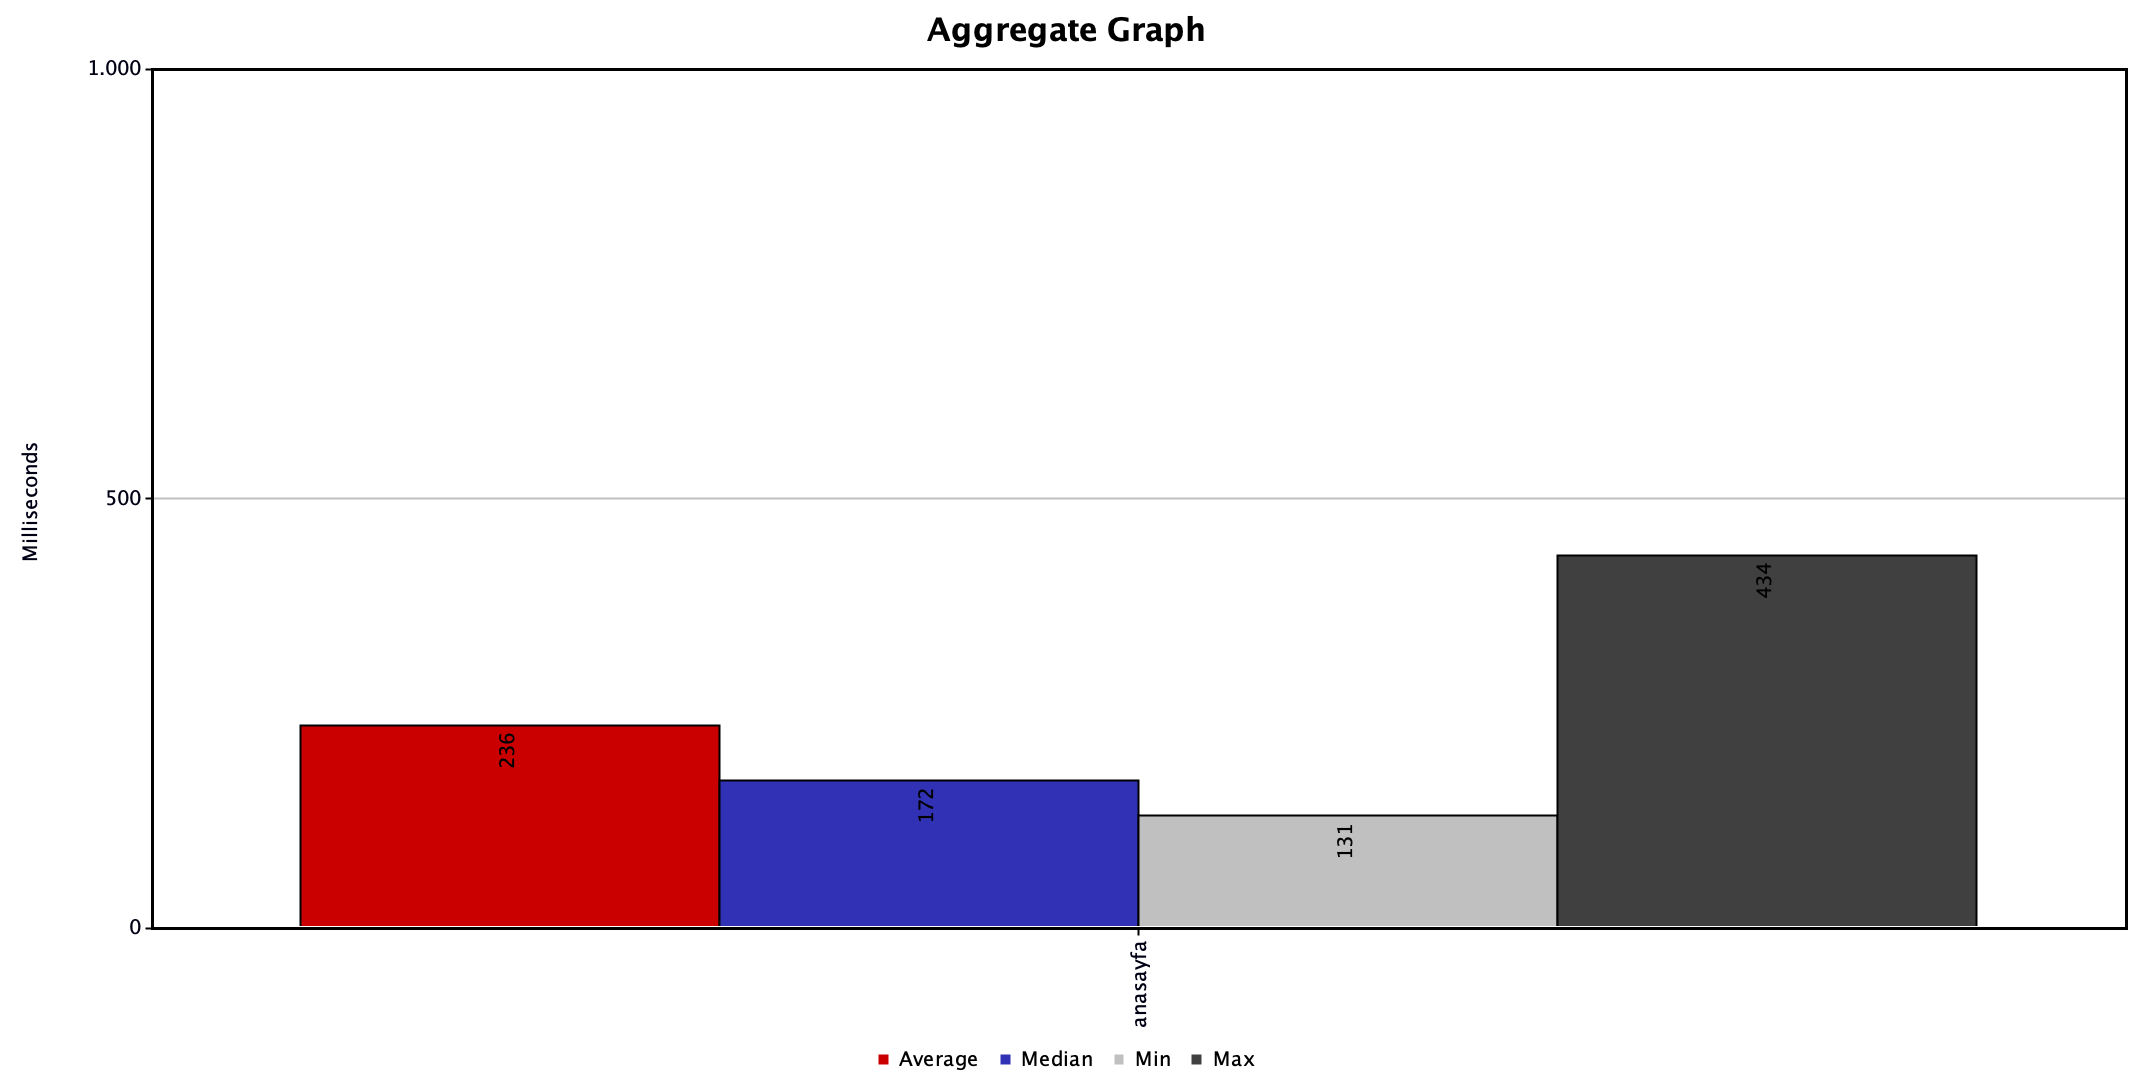 Aggregate Graph
1.000
500
0
Milliseconds
236
172
131
434
anasayfa
Average Median Min Max